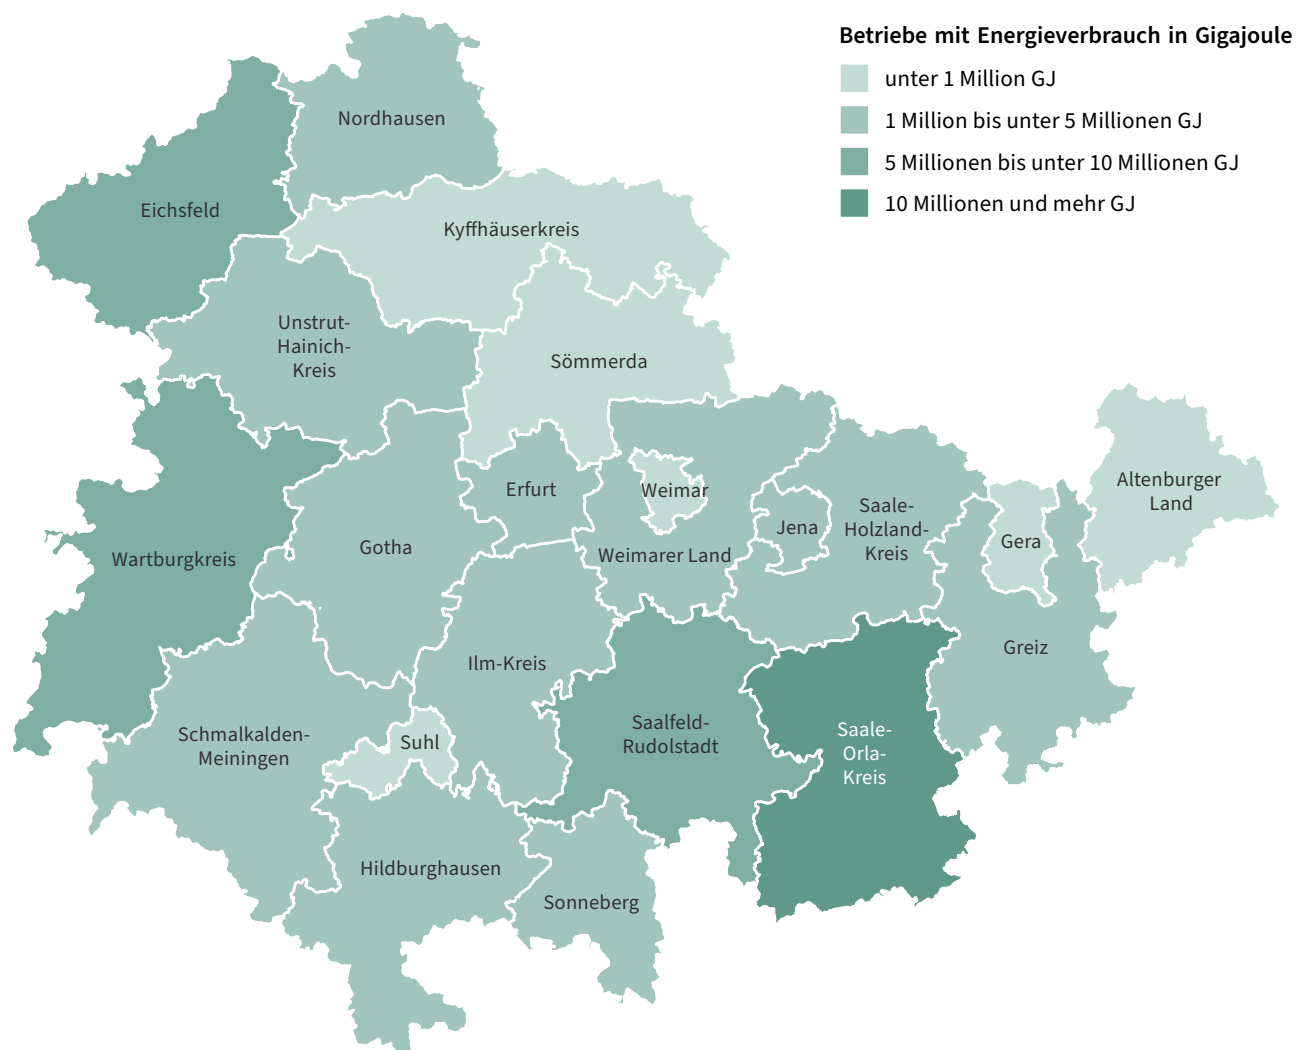 Betriebe mit Energieverbrauch in Gigajoule
unter 1 Million GJ
1 Million bis unter 5 Millionen GJ
5 Millionen bis unter 10 Millionen GJ
10 Millionen und mehr GJ
Nordhausen
Eichsfeld
Kyffhäuserkreis
Unstrut-
Hainich-
Kreis
Sömmerda
Altenburger
Land
Erfurt
Weimar
Saale-
Holzland-
Kreis
Jena
Gera
Gotha
Weimarer Land
Wartburgkreis
Greiz
Ilm-Kreis
Saalfeld-
Rudolstadt
Saale-
Orla-
Kreis
Schmalkalden-
Meiningen
Suhl
Hildburghausen
Sonneberg